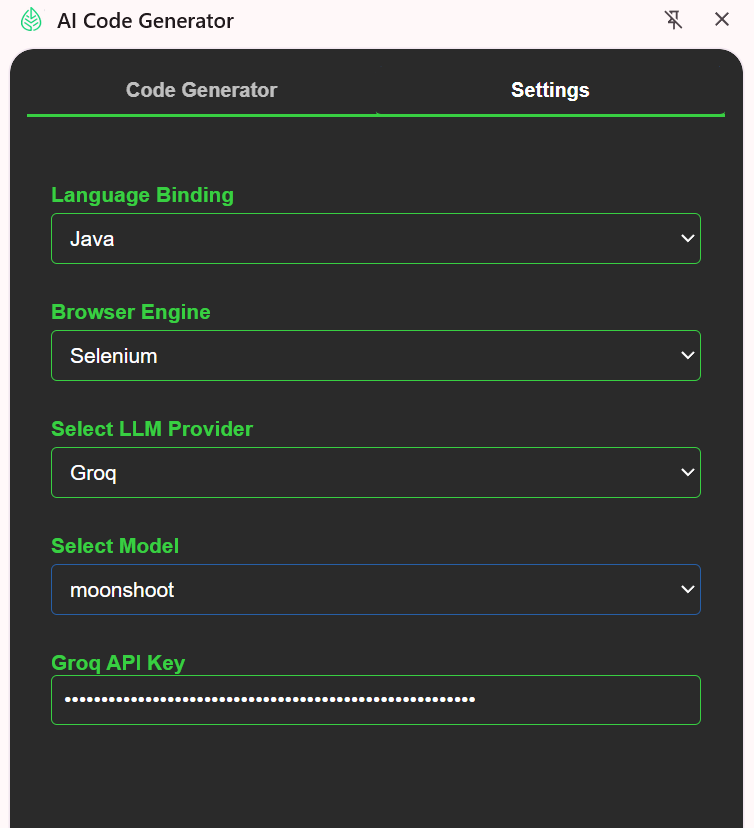 AI Code Generator
Code Generator
Settings
Language Binding
Java
Browser Engine
Selenium
Select LLM Provider
Groq
Select Model
moonshoot
Groq API Key
••••••••••••••••••••••••••••••••••••••••••••••••••••••••